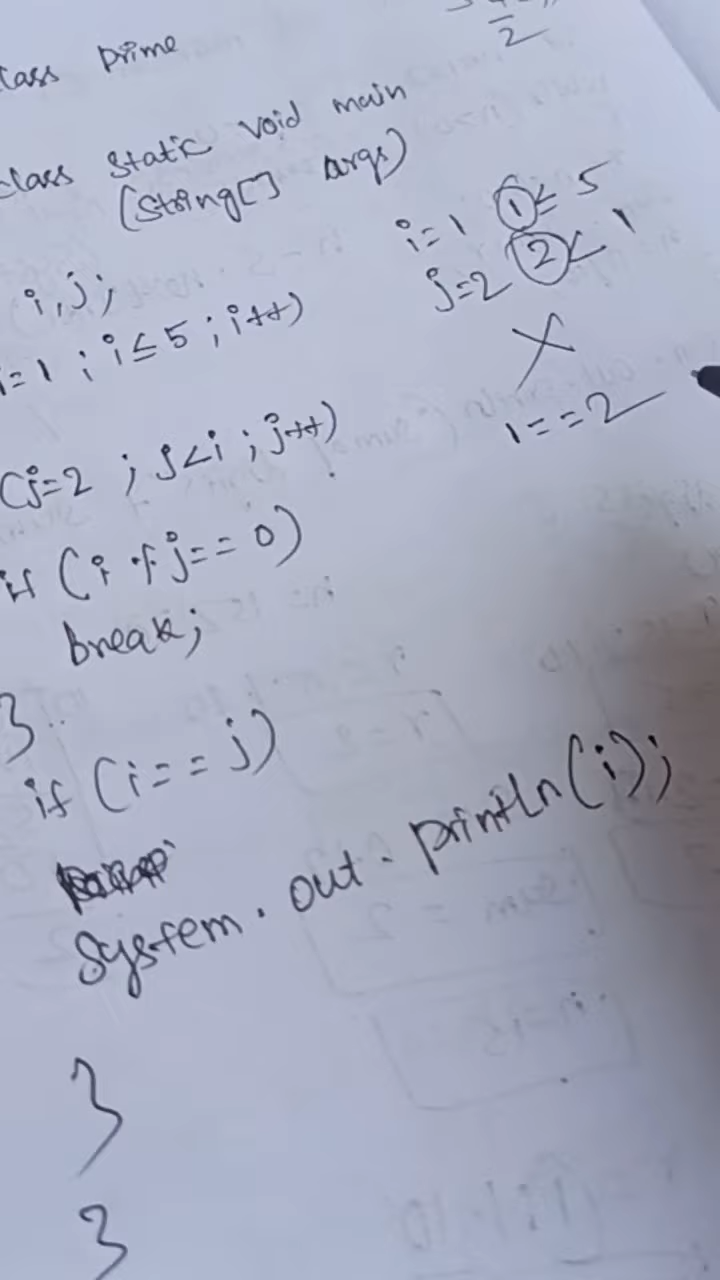 class prime
class static void main
(String[] args)
i, j;
i=1 ; i≤5 ; i++)
(j=2 ; j<i ; j++)
if (i % j == 0)
break;
}
if (i == j)
System.out.println(i);
}
}
2
i=1 1≤5
j=2 2<1
X
1==2